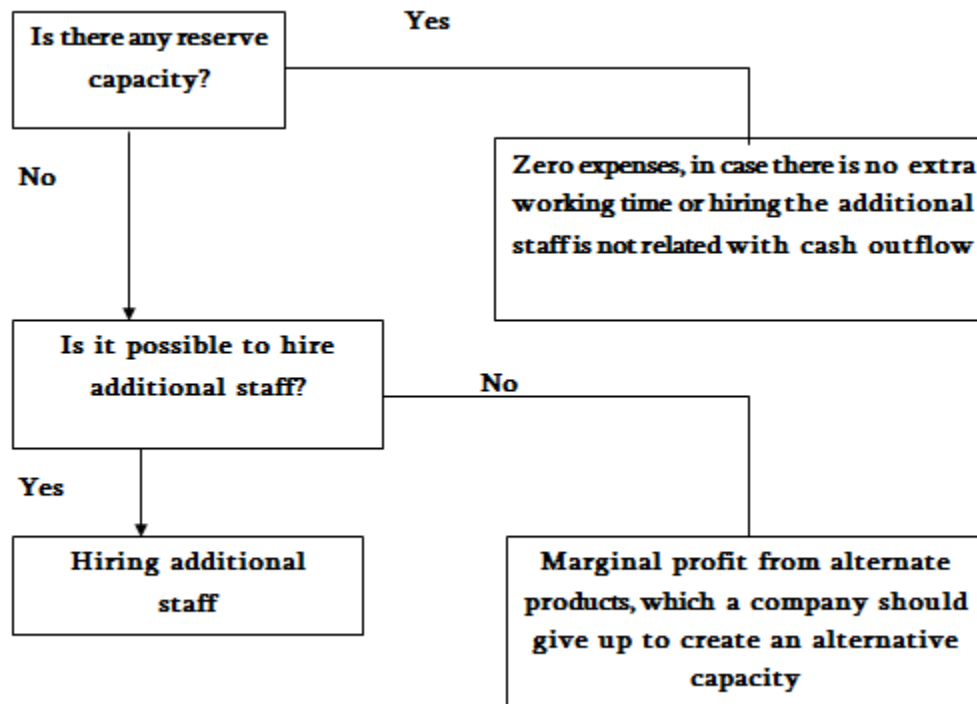 Is there any reserve
capacity?
Yes
No
Zero expenses, in case there is no extra
working time or hiring the additional
staff is not related with cash outflow
Is it possible to hire
additional staff?
No
Yes
Hiring additional
staff
Marginal profit from alternate
products, which a company should
give up to create an alternative
capacity